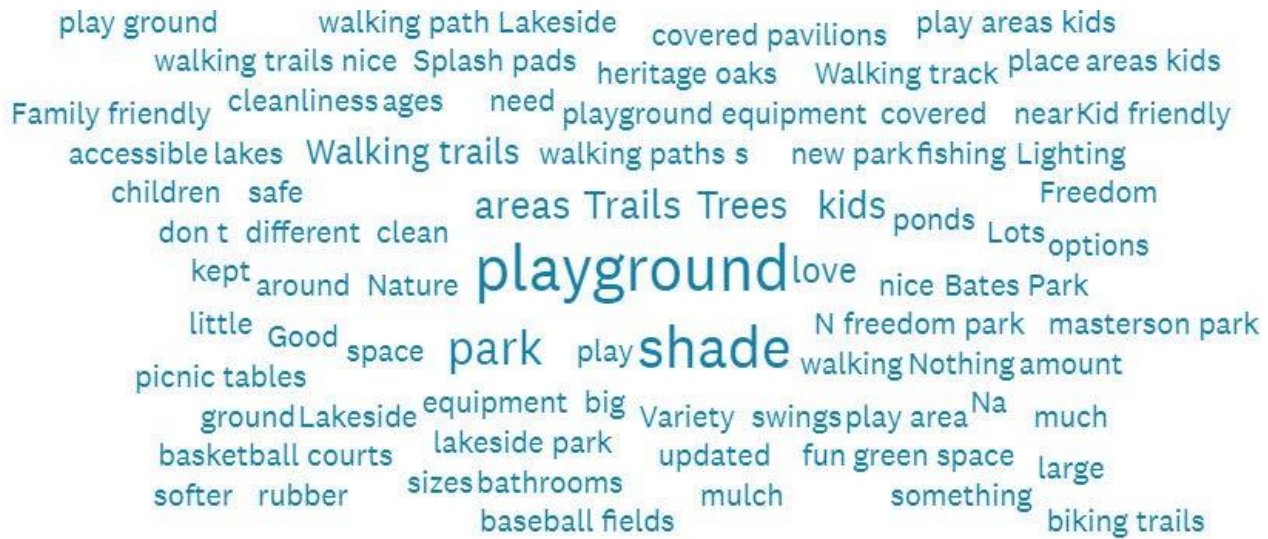 play ground walking path Lakeside covered pavilions play areas kids
walking trails nice Splash pads heritage oaks Walking track place areas kids
Family friendly cleanliness ages need playground equipment covered near Kid friendly
accessible lakes Walking trails walking paths s new park fishing Lighting
children safe areas Trails Trees kids ponds Freedom
don t different clean Lots options
kept around Nature playground love nice Bates Park
little Good space park play shade N freedom park masterson park
picnic tables walking Nothing amount
ground Lakeside equipment big Variety swings play area Na much
basketball courts lakeside park updated fun green space large
softer rubber sizes bathrooms mulch something
baseball fields biking trails